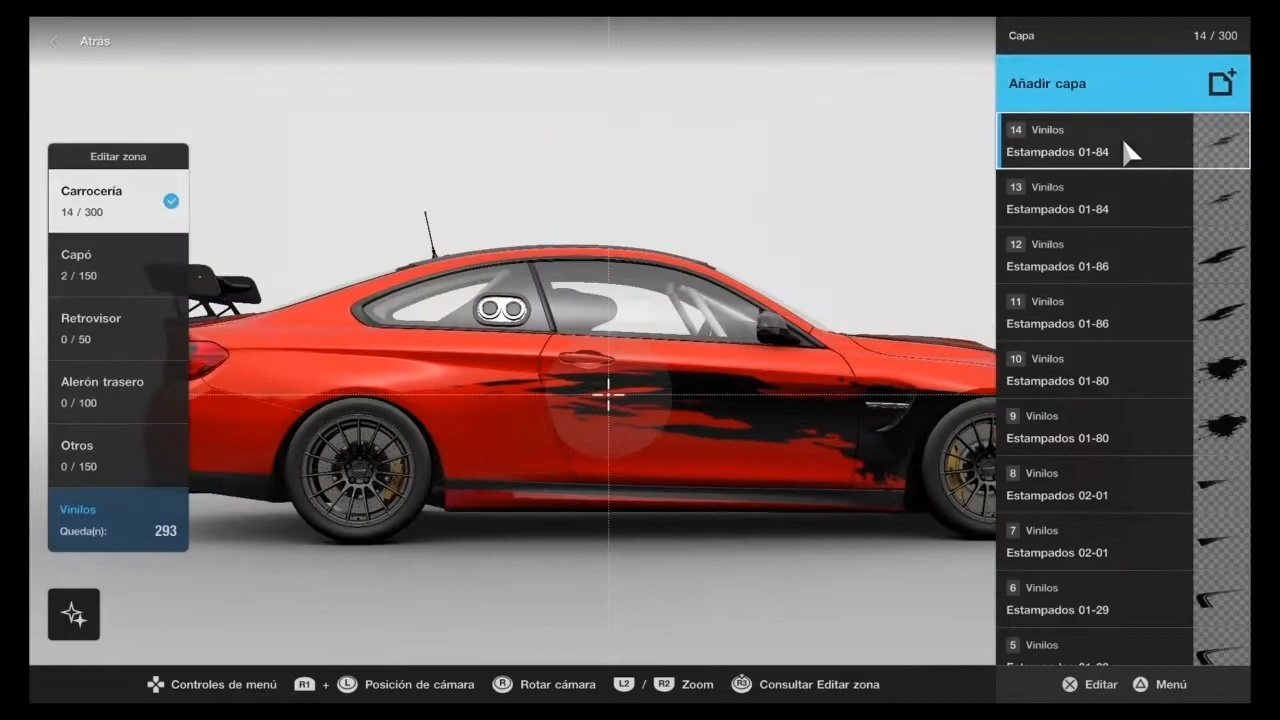 Atrás
Capa 14 / 300
Añadir capa
Editar zona
Carrocería
14 / 300
Capó
2 / 150
Retrovisor
0 / 50
Alerón trasero
0 / 100
Otros
0 / 150
Vinilos
Queda(n): 293
14 Vinilos
Estampados 01-84
13 Vinilos
Estampados 01-84
12 Vinilos
Estampados 01-86
11 Vinilos
Estampados 01-86
10 Vinilos
Estampados 01-80
9 Vinilos
Estampados 01-80
8 Vinilos
Estampados 02-01
7 Vinilos
Estampados 02-01
6 Vinilos
Estampados 01-29
5 Vinilos
Controles de menú R1 + L Posición de cámara R Rotar cámara L2 / R2 Zoom R3 Consultar Editar zona Editar Menú